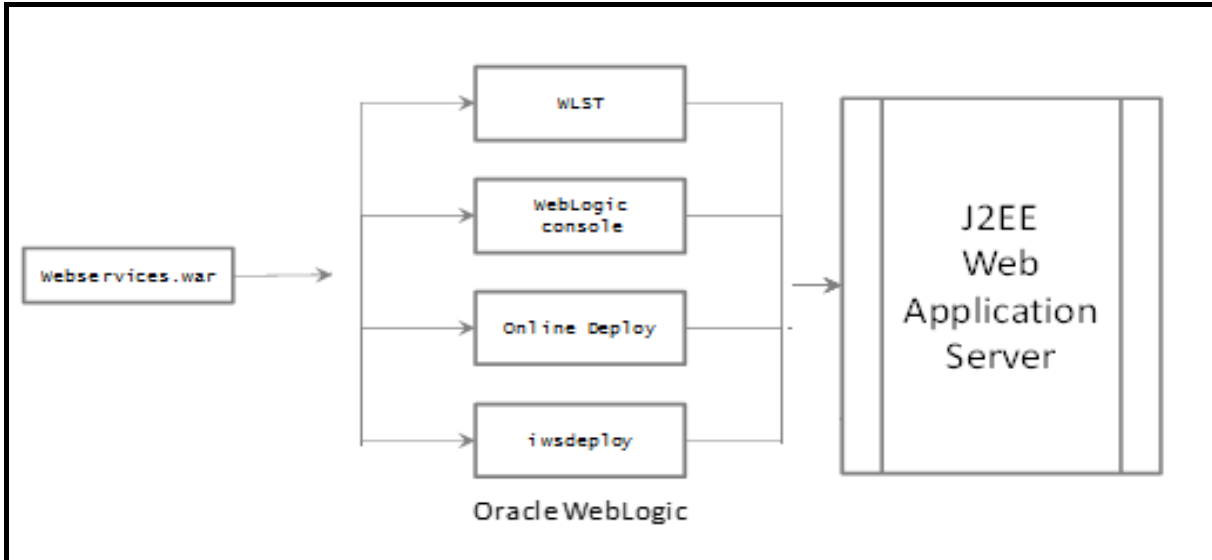 WLST
WebLogic
console
Webservices.war
Online Deploy
iwsdeploy
Oracle WebLogic
J2EE
Web
Application
Server